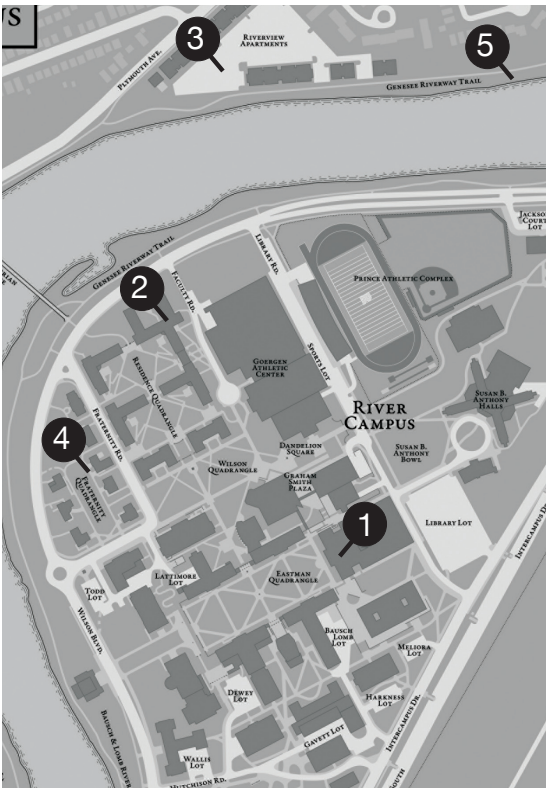 US
3
RIVERVIEW
APARTMENTS
5
PLYMOUTH AVE.
GENESEE RIVERWAY TRAIL
JACKSO
COURT
LOT
GENESEE RIVERWAY TRAIL
LIBRARY RD.
FACULTY RD.
2
PRINCE ATHLETIC COMPLEX
SPORTS LOT
RESIDENCE QUADRANGLE
GOERGEN
ATHLETIC
CENTER
SUSAN B.
ANTHONY
HALLS
RIVER
CAMPUS
FRATERNITY RD.
4
DANDELION
SQUARE
SUSAN B.
ANTHONY
BOWL
WILSON
QUADRANGLE
GRAHAM
SMITH
PLAZA
FRATERNITY
QUADRANGLE
1
LIBRARY LOT
INTERCAMPUS DR
LATTIMORE
LOT
EASTMAN
QUADRANGLE
TODD
LOT
WILSON BLVD.
BAUSCH
LOMB
LOT
MELIORA
LOT
DEWEY
LOT
HARKNESS
LOT
INTERCAMPUS DR.
GAVETT LOT
BAUSCH & LOMB RIVER
WALLIS
LOT
HUTCHISON RD.
SOUTH